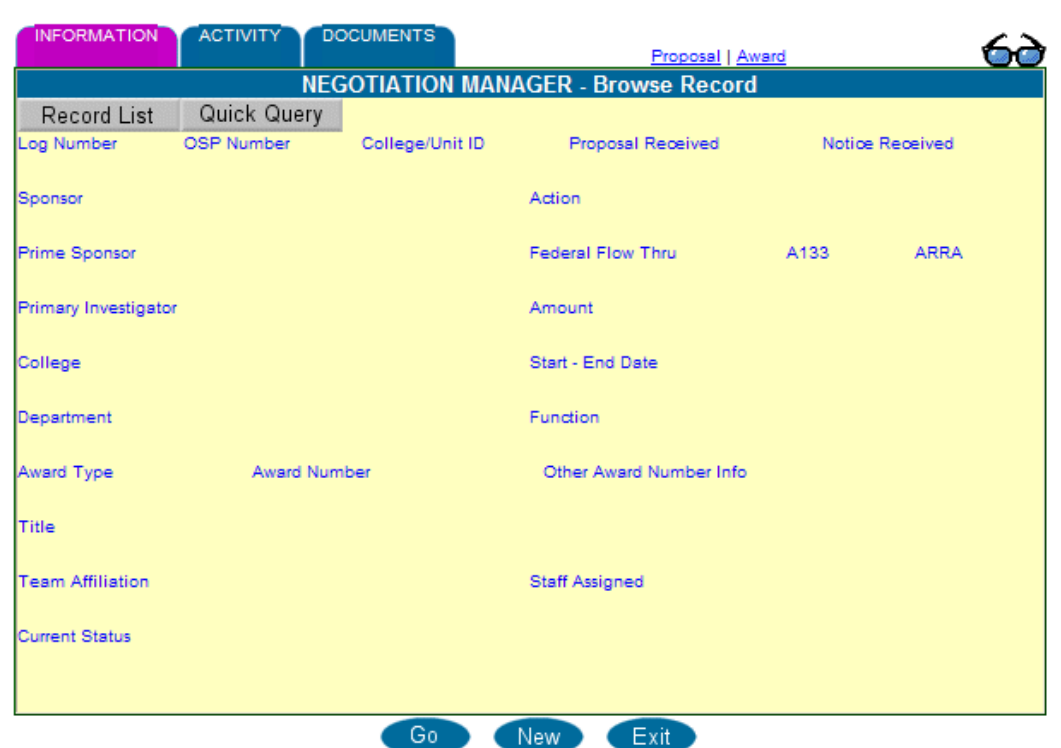 INFORMATION ACTIVITY DOCUMENTS
Proposal | Award
NEGOTIATION MANAGER - Browse Record
Record List Quick Query
Log Number OSP Number College/Unit ID Proposal Received Notice Received
Sponsor Action
Prime Sponsor Federal Flow Thru A133 ARRA
Primary Investigator Amount
College Start - End Date
Department Function
Award Type Award Number Other Award Number Info
Title
Team Affiliation Staff Assigned
Current Status
Go New Exit